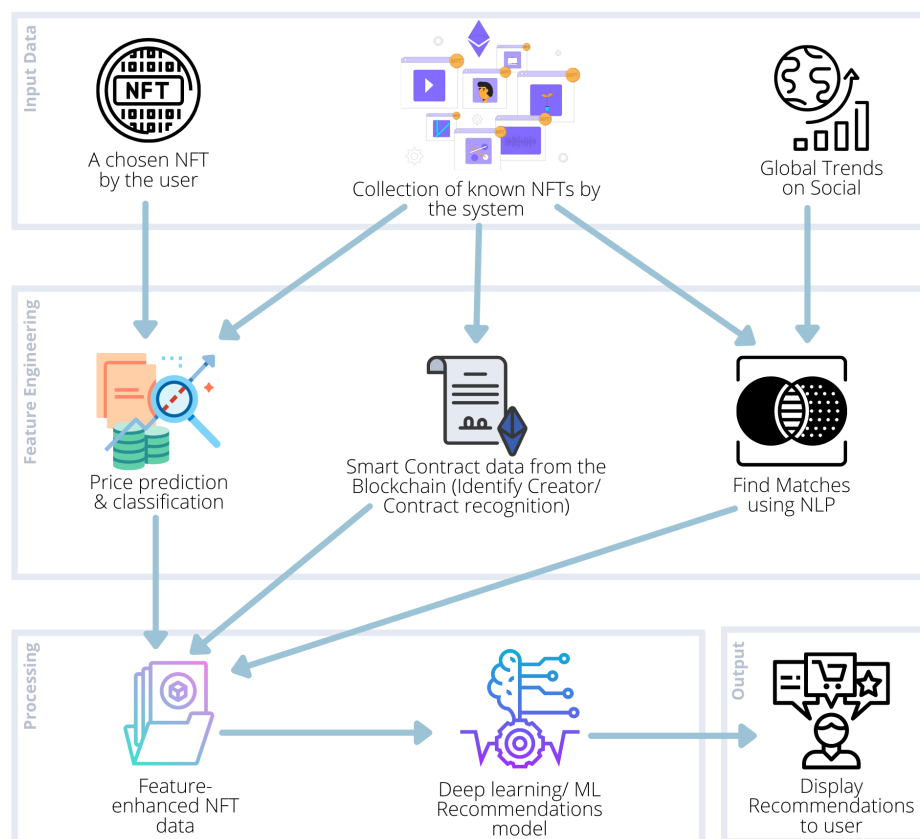 Input Data
NFT
A chosen NFT
by the user
Collection of known NFTs by
the system
Global Trends
on Social
Feature Engineering
Price prediction
& classification
Smart Contract data from the
Blockchain (Identify Creator/
Contract recognition)
Find Matches
using NLP
Processing
Feature-
enhanced NFT
data
Deep learning/ ML
Recommendations
model
Output
Display
Recommendations
to user